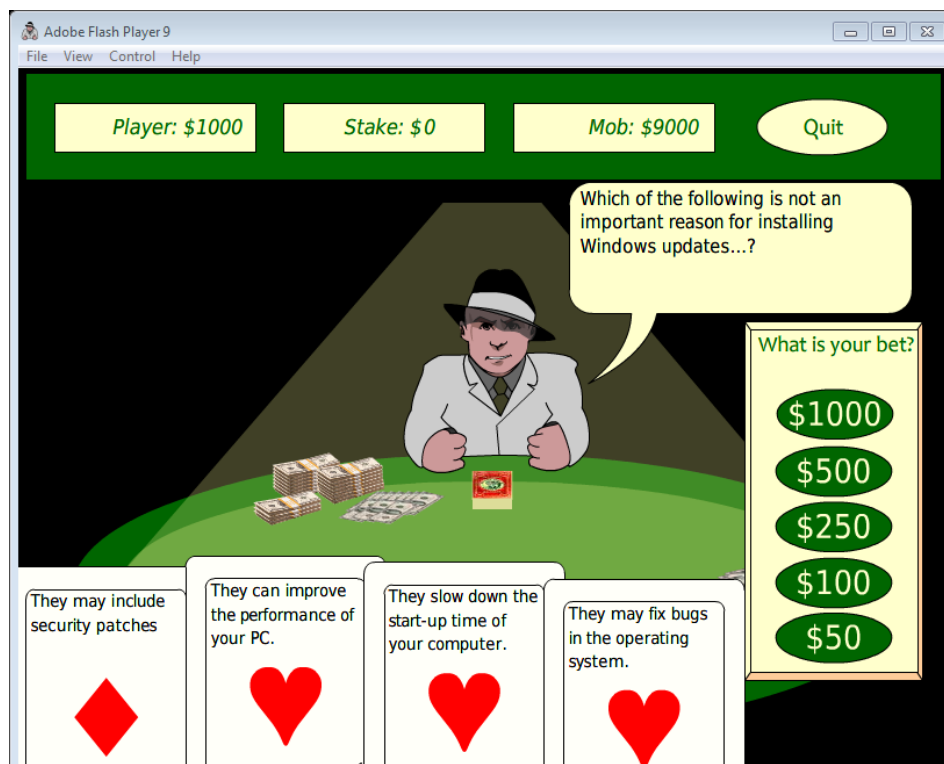 Adobe Flash Player 9
File View Control Help
Player: $1000
Stake: $0
Mob: $9000
Quit
Which of the following is not an
important reason for installing
Windows updates...?
What is your bet?
$1000
$500
$250
$100
$50
They may include
security patches
They can improve
the performance of
your PC.
They slow down the
start-up time of
your computer.
They may fix bugs
in the operating
system.